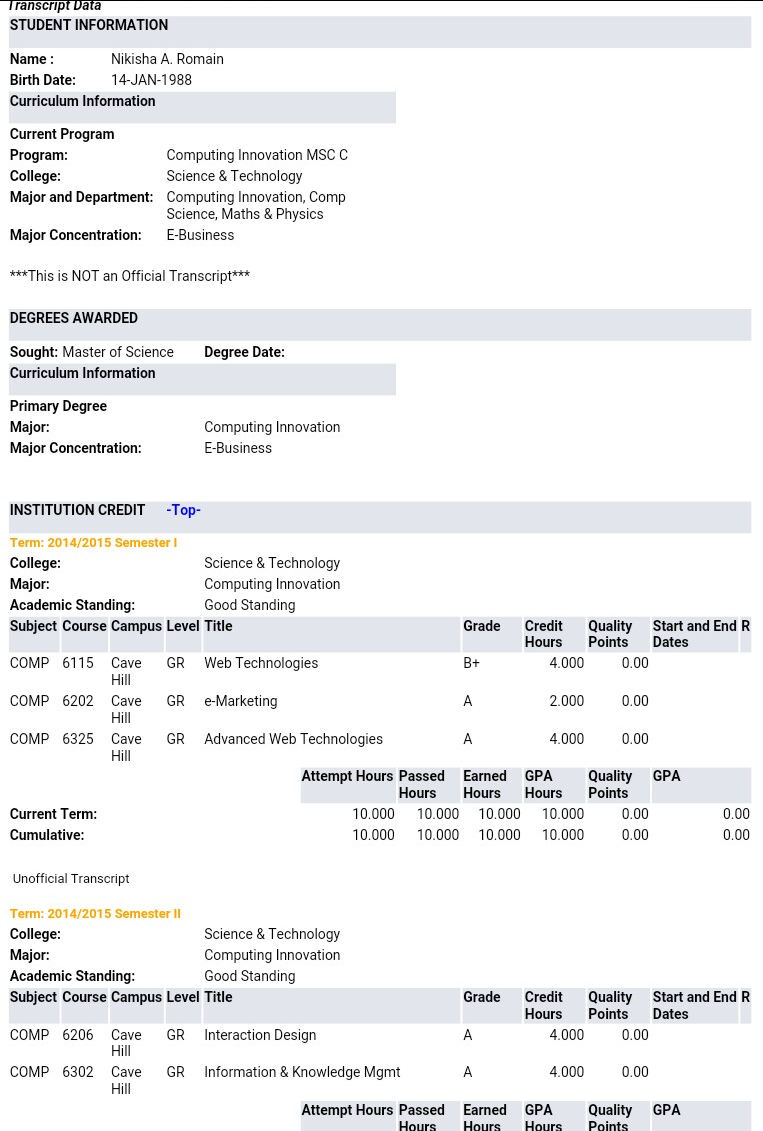 Transcript Data
STUDENT INFORMATION
Name : Nikisha A. Romain
Birth Date: 14-JAN-1988
Curriculum Information
Current Program
Program: Computing Innovation MSC C
College: Science & Technology
Major and Department: Computing Innovation, Comp
Science, Maths & Physics
Major Concentration: E-Business
***This is NOT an Official Transcript***
DEGREES AWARDED
Sought: Master of Science Degree Date:
Curriculum Information
Primary Degree
Major: Computing Innovation
Major Concentration: E-Business
INSTITUTION CREDIT -Top-
Term: 2014/2015 Semester I
College: Science & Technology
Major: Computing Innovation
Academic Standing: Good Standing
Subject Course Campus Level Title Grade Credit Quality Start and End R
Hours Points Dates
COMP 6115 Cave GR Web Technologies B+ 4.000 0.00
Hill
COMP 6202 Cave GR e-Marketing A 2.000 0.00
Hill
COMP 6325 Cave GR Advanced Web Technologies A 4.000 0.00
Hill
Attempt Hours Passed Earned GPA Quality GPA
Hours Hours Hours Points
Current Term: 10.000 10.000 10.000 10.000 0.00 0.00
Cumulative: 10.000 10.000 10.000 10.000 0.00 0.00
Unofficial Transcript
Term: 2014/2015 Semester II
College: Science & Technology
Major: Computing Innovation
Academic Standing: Good Standing
Subject Course Campus Level Title Grade Credit Quality Start and End R
Hours Points Dates
COMP 6206 Cave GR Interaction Design A 4.000 0.00
Hill
COMP 6302 Cave GR Information & Knowledge Mgmt A 4.000 0.00
Hill
Attempt Hours Passed Earned GPA Quality GPA
Hours Hours Hours Points